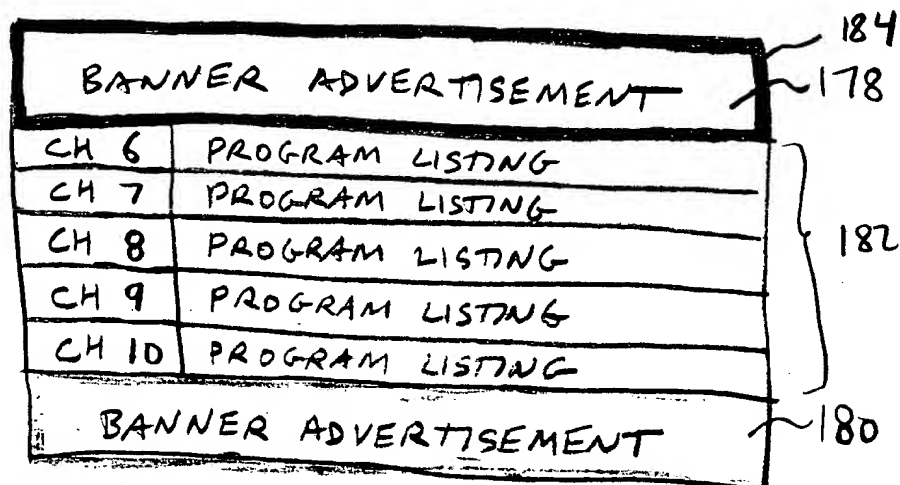 184
BANNER ADVERTISEMENT 178
CH 6 PROGRAM LISTING
CH 7 PROGRAM LISTING
CH 8 PROGRAM LISTING
182
CH 9 PROGRAM LISTING
CH 10 PROGRAM LISTING
BANNER ADVERTISEMENT 180